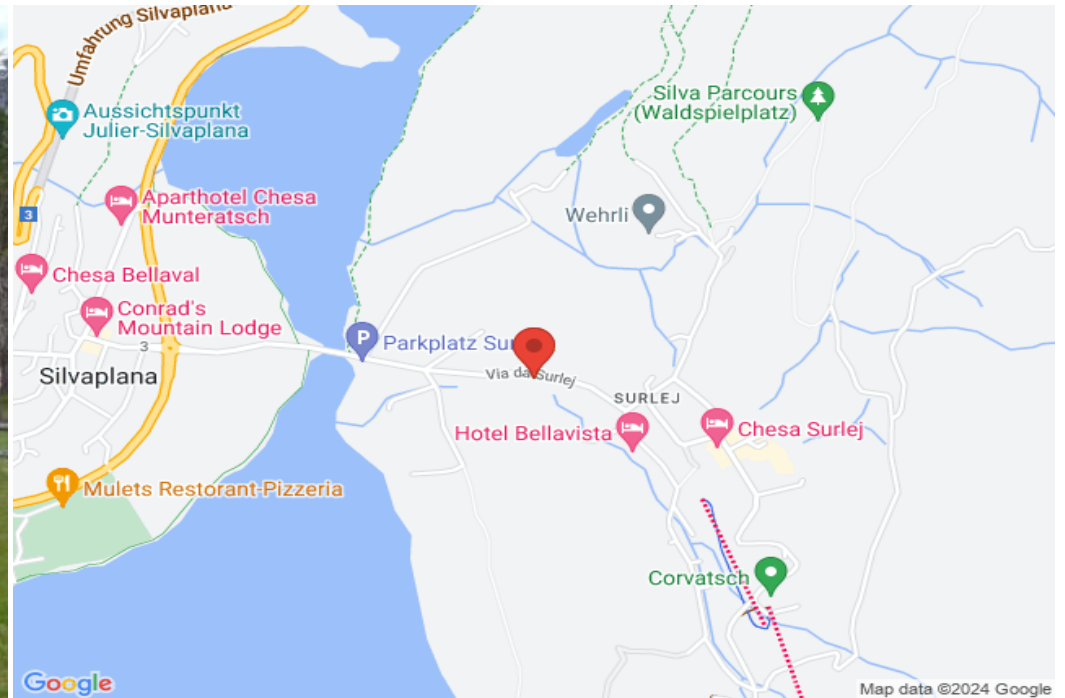 Umfahrung Silvaplana
Aussichtspunkt
Julier-Silvaplana
Silva Parcours
(Waldspielplatz)
3
Aparthotel Chesa
Munteratsch
Wehrli
Chesa Bellaval
Conrad's
Mountain Lodge
3
P
Parkplatz Sur
Via da Surlej
Silvaplana
SURLEJ
Hotel Bellavista
Chesa Surlej
Mulets Restorant-Pizzeria
Corvatsch
Google
Map data ©2024 Google